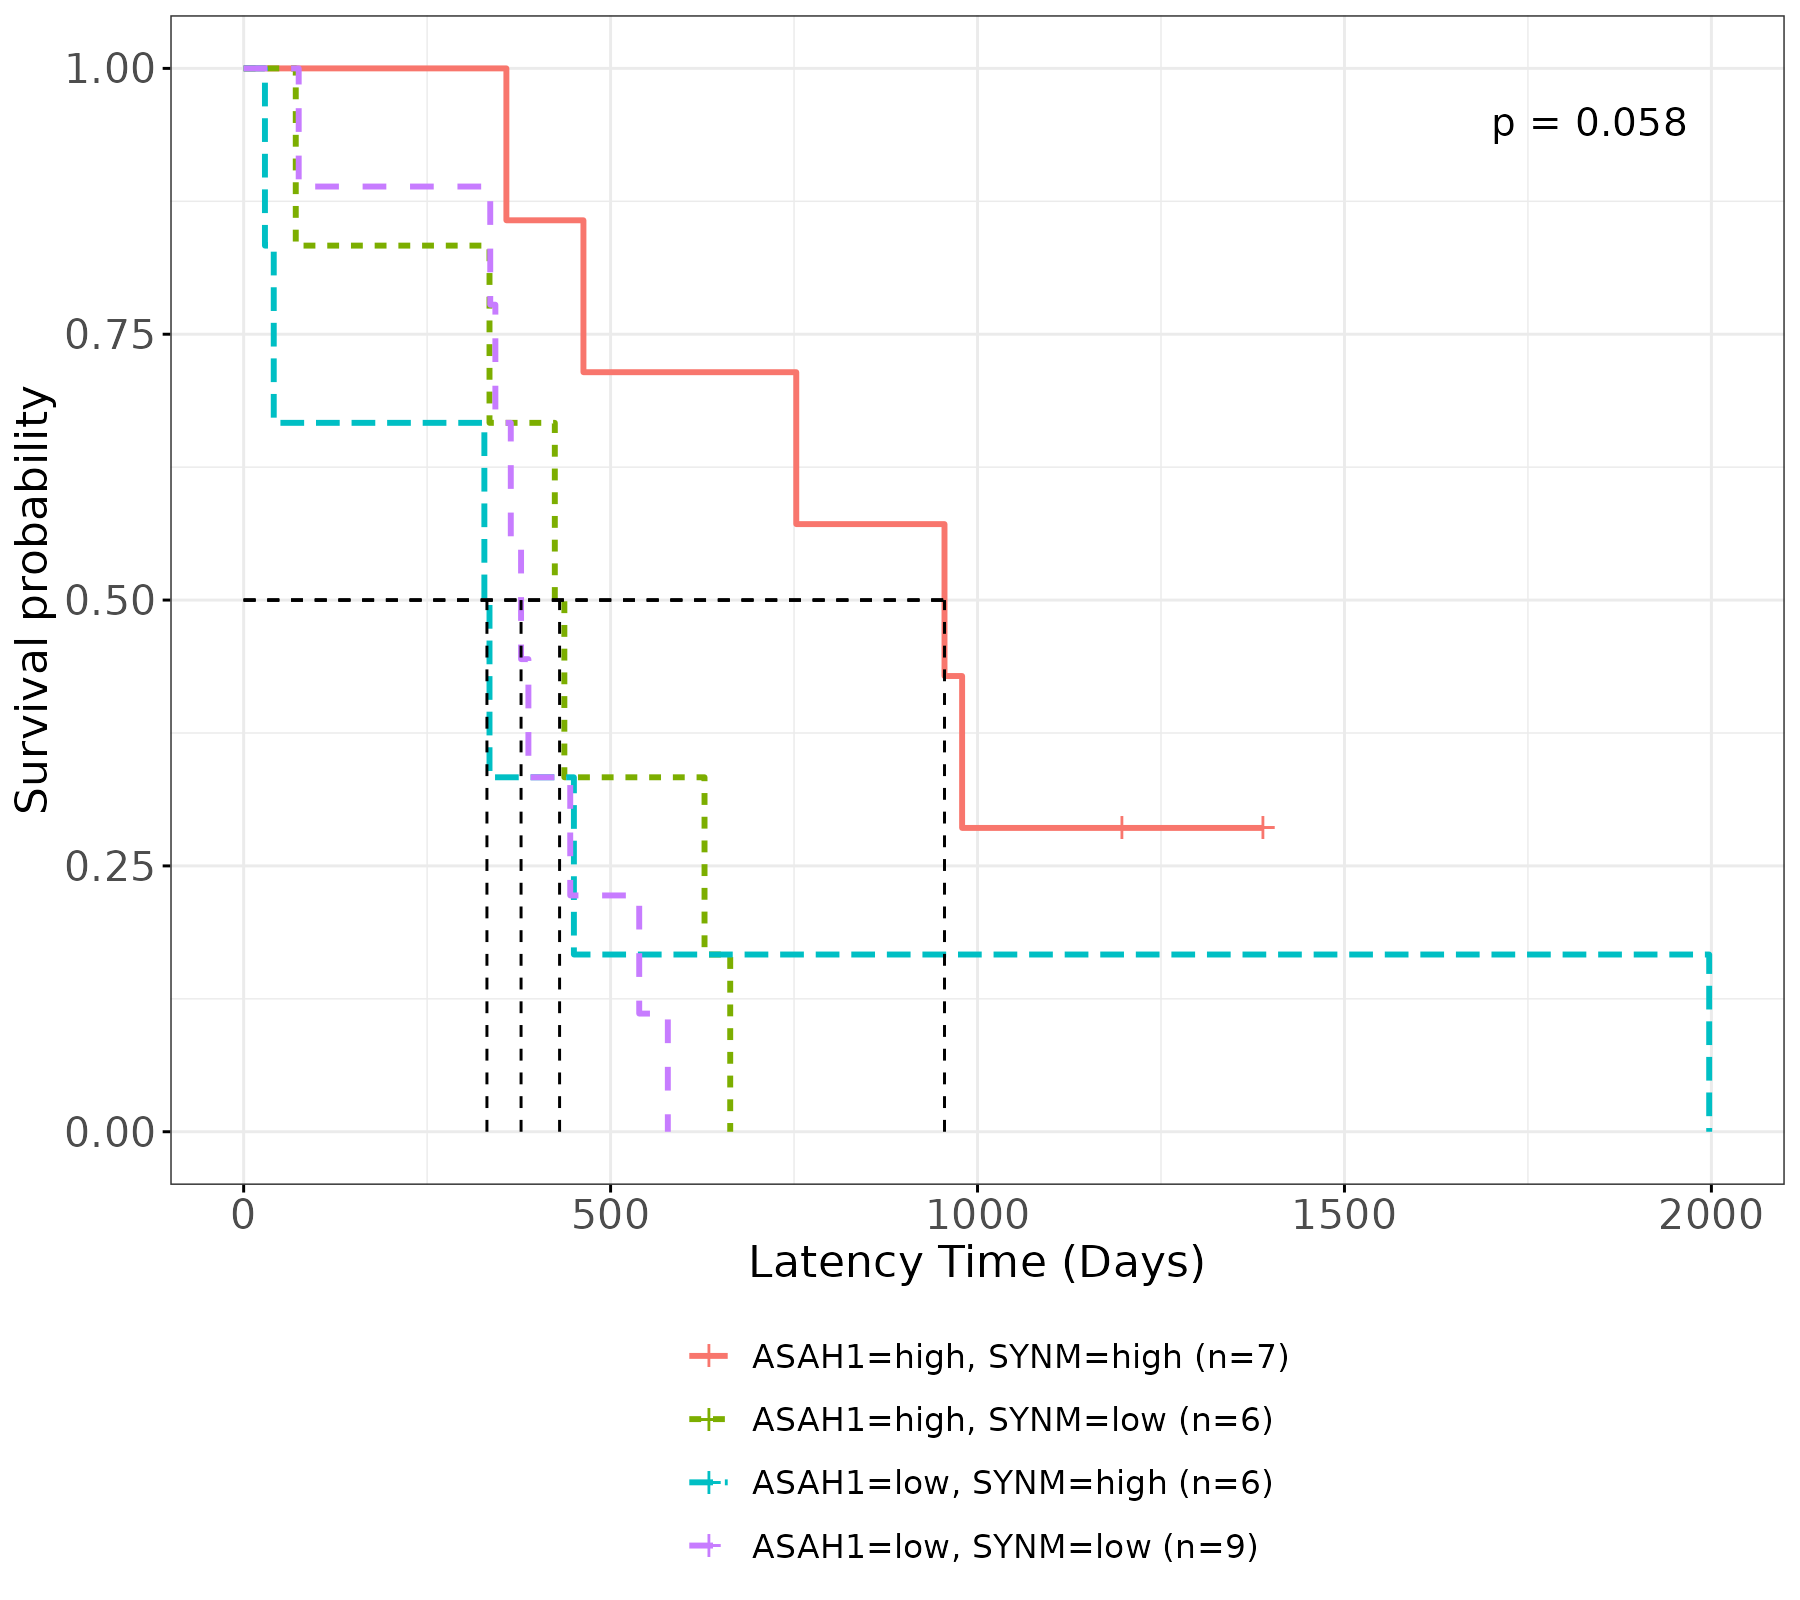 1.00
p = 0.058
0.75
Survival probability
0.50
0.25
0.00
0 500 1000 1500 2000
Latency Time (Days)
ASAH1=high, SYNM=high (n=7)
ASAH1=high, SYNM=low (n=6)
ASAH1=low, SYNM=high (n=6)
ASAH1=low, SYNM=low (n=9)